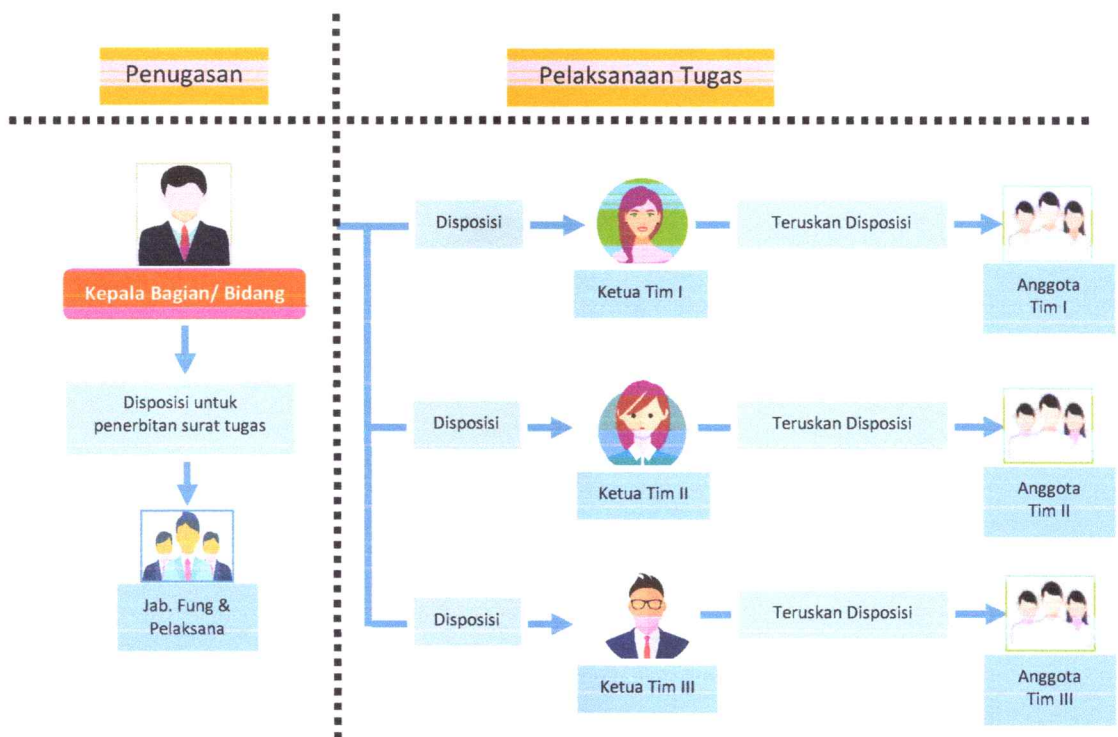 Penugasan
Pelaksanaan Tugas
Kepala Bagian/ Bidang
Disposisi untuk
penerbitan surat tugas
Jab. Fung &
Pelaksana
Disposisi
Ketua Tim I
Teruskan Disposisi
Anggota
Tim I
Disposisi
Ketua Tim II
Teruskan Disposisi
Anggota
Tim II
Disposisi
Ketua Tim III
Teruskan Disposisi
Anggota
Tim III